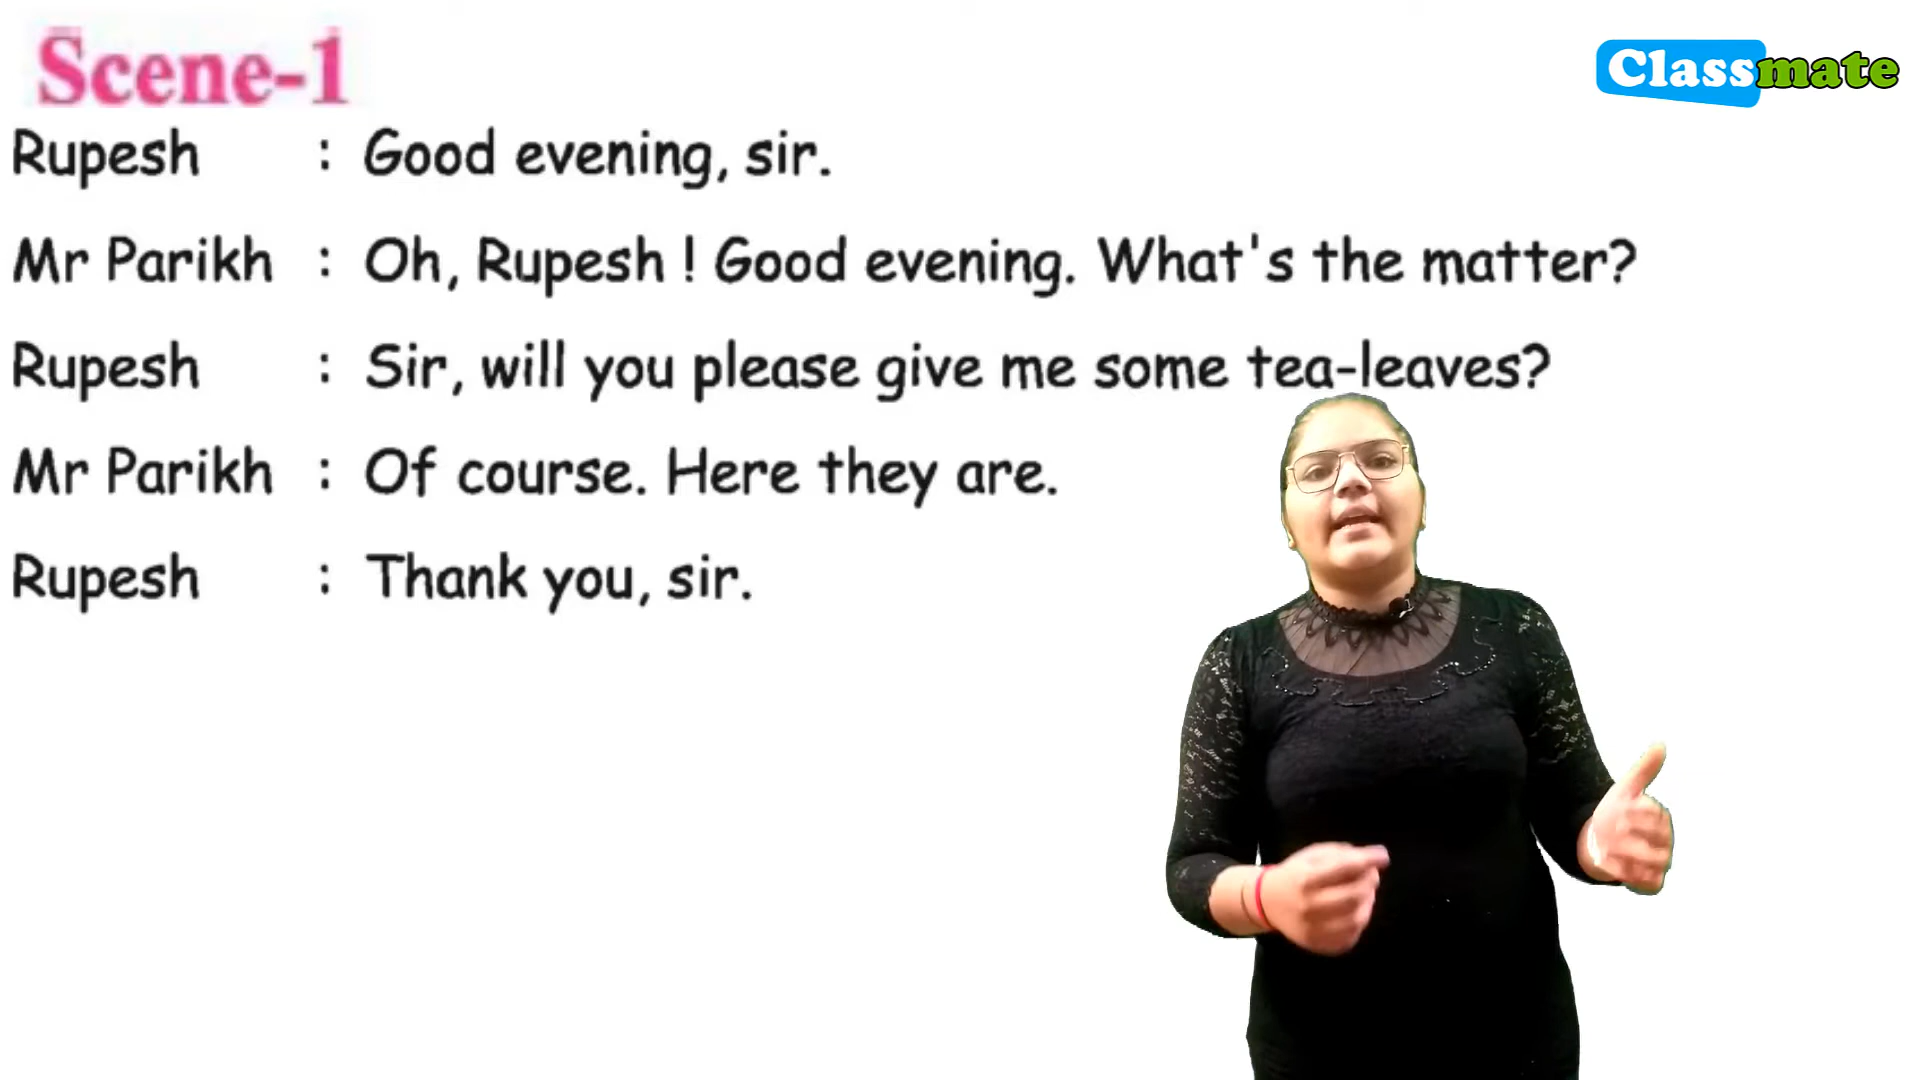 Scene-1
Classmate
Rupesh : Good evening, sir.
Mr Parikh : Oh, Rupesh ! Good evening. What's the matter?
Rupesh : Sir, will you please give me some tea-leaves?
Mr Parikh : Of course. Here they are.
Rupesh : Thank you, sir.